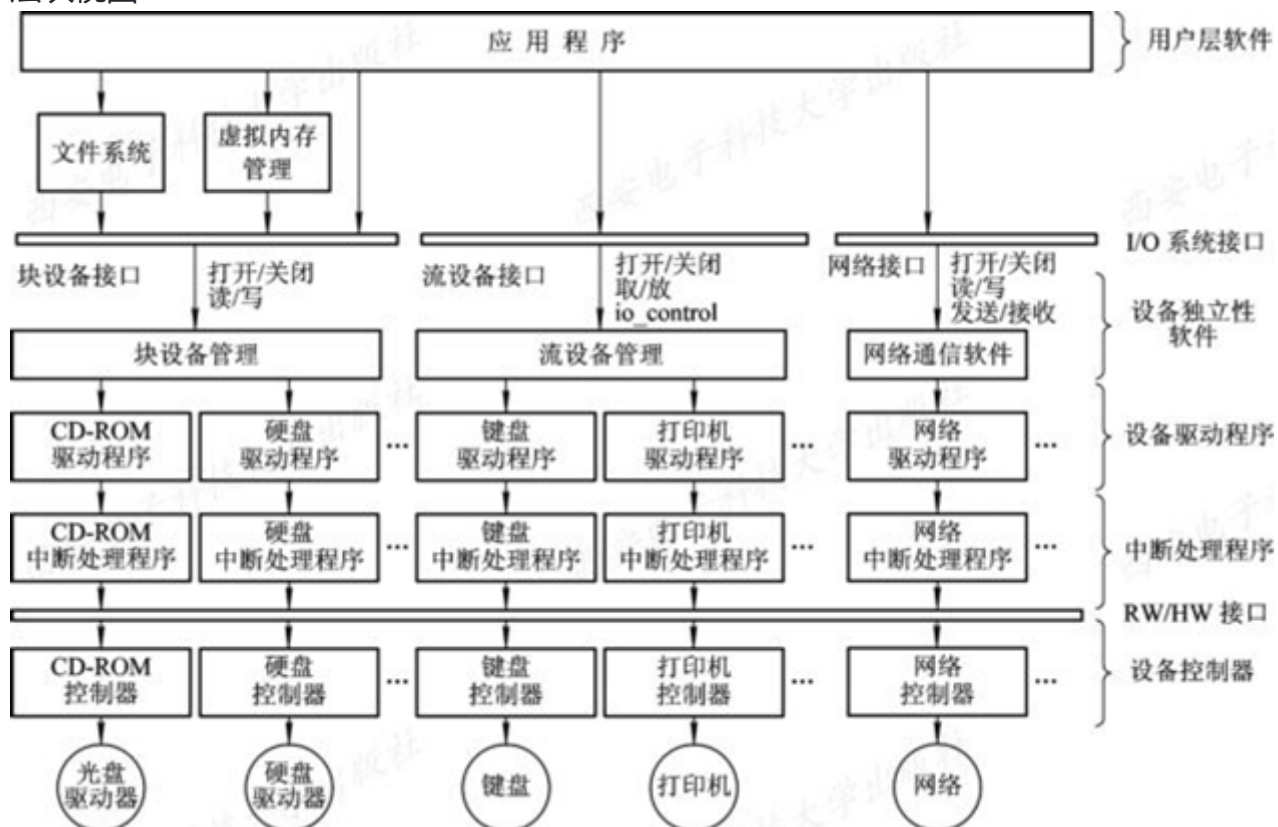 应用程序
用户层软件
文件系统
虚拟内存
管理
I/O 系统接口
块设备接口
打开/关闭
读/写
流设备接口
打开/关闭
取/放
io_control
网络接口
打开/关闭
读/写
发送/接收
设备独立性
软件
块设备管理
流设备管理
网络通信软件
CD-ROM
驱动程序
硬盘
驱动程序
...
键盘
驱动程序
打印机
驱动程序
...
网络
驱动程序
...
设备驱动程序
CD-ROM
中断处理程序
硬盘
中断处理程序
...
键盘
中断处理程序
打印机
中断处理程序
...
网络
中断处理程序
...
中断处理程序
RW/HW 接口
CD-ROM
控制器
硬盘
控制器
...
键盘
控制器
打印机
控制器
...
网络
控制器
...
设备控制器
光盘
驱动器
硬盘
驱动器
键盘
打印机
网络